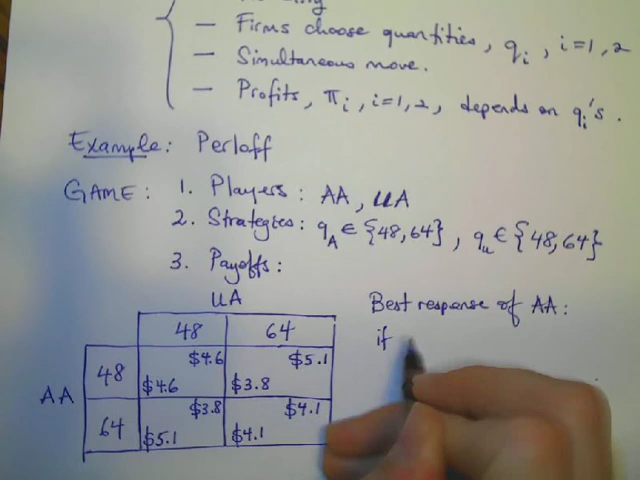 — Firms choose quantities, qi, i=1,2
— Simultaneous move.
— Profits, πi, i=1,2, depends on qi's.
Example: Perloff
GAME: 1. Players: AA, UA
2. Strategies: qA ∈ {48,64}, qu ∈ {48,64}
3. Payoffs:
UA
Best response of AA:
if
48 64
AA
48 $4.6 $4.6 $3.8 $5.1
64 $5.1 $3.8 $4.1 $4.1